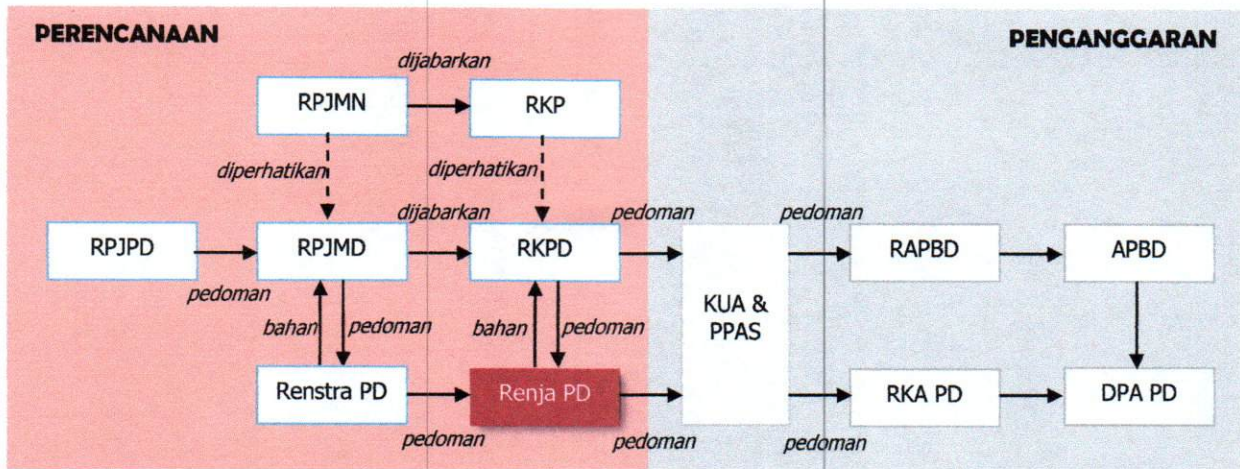 PERENCANAAN
PENGANGGARAN
dijabarkan
RPJMN
RKP
diperhatikan
diperhatikan
dijabarkan
pedoman
pedoman
RPJPD
RPJMD
RKPD
RAPBD
APBD
pedoman
KUA &
PPAS
bahan
pedoman
bahan
pedoman
Renstra PD
Renja PD
RKA PD
DPA PD
pedoman
pedoman
pedoman